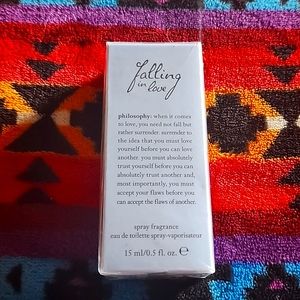 falling
in love
philosophy: when it comes
to love, you need not fall but
rather surrender. surrender to
the idea that you must love
yourself before you can love
another. you must absolutely
trust yourself before you can
absolutely trust another and,
most importantly, you must
accept your flaws before you
can accept the flaws of another.
spray fragrance
eau de toilette spray-vaporisateur
15 ml/0.5 fl. oz. ℮